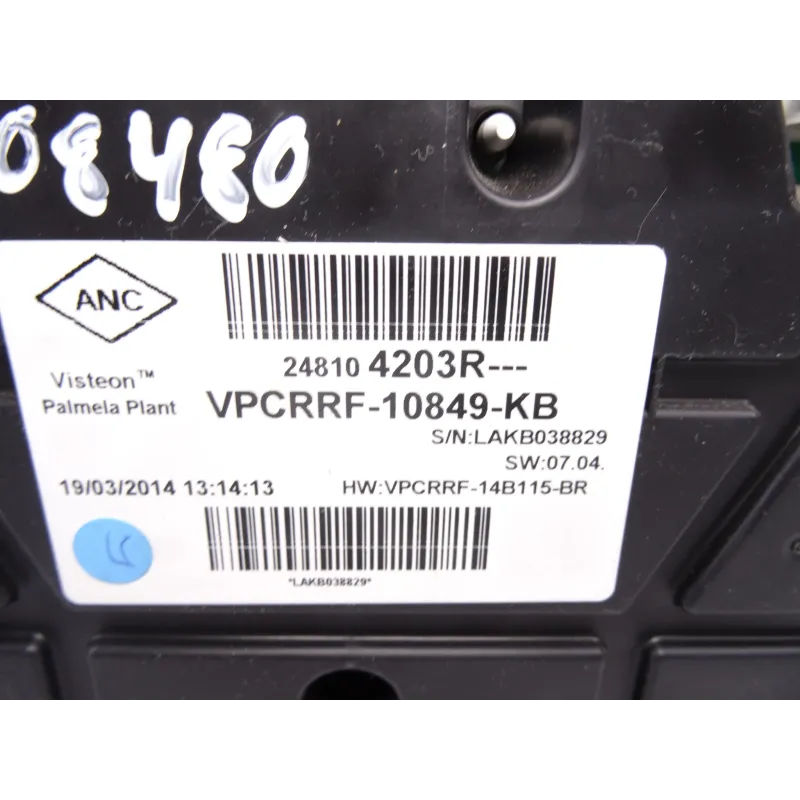 08480
ANC
24810 4203R---
Visteon™
Palmela Plant
VPCRRF-10849-KB
S/N:LAKB038829
SW:07.04.
19/03/2014 13:14:13
HW:VPCRRF-14B115-BR
*LAKB038829*